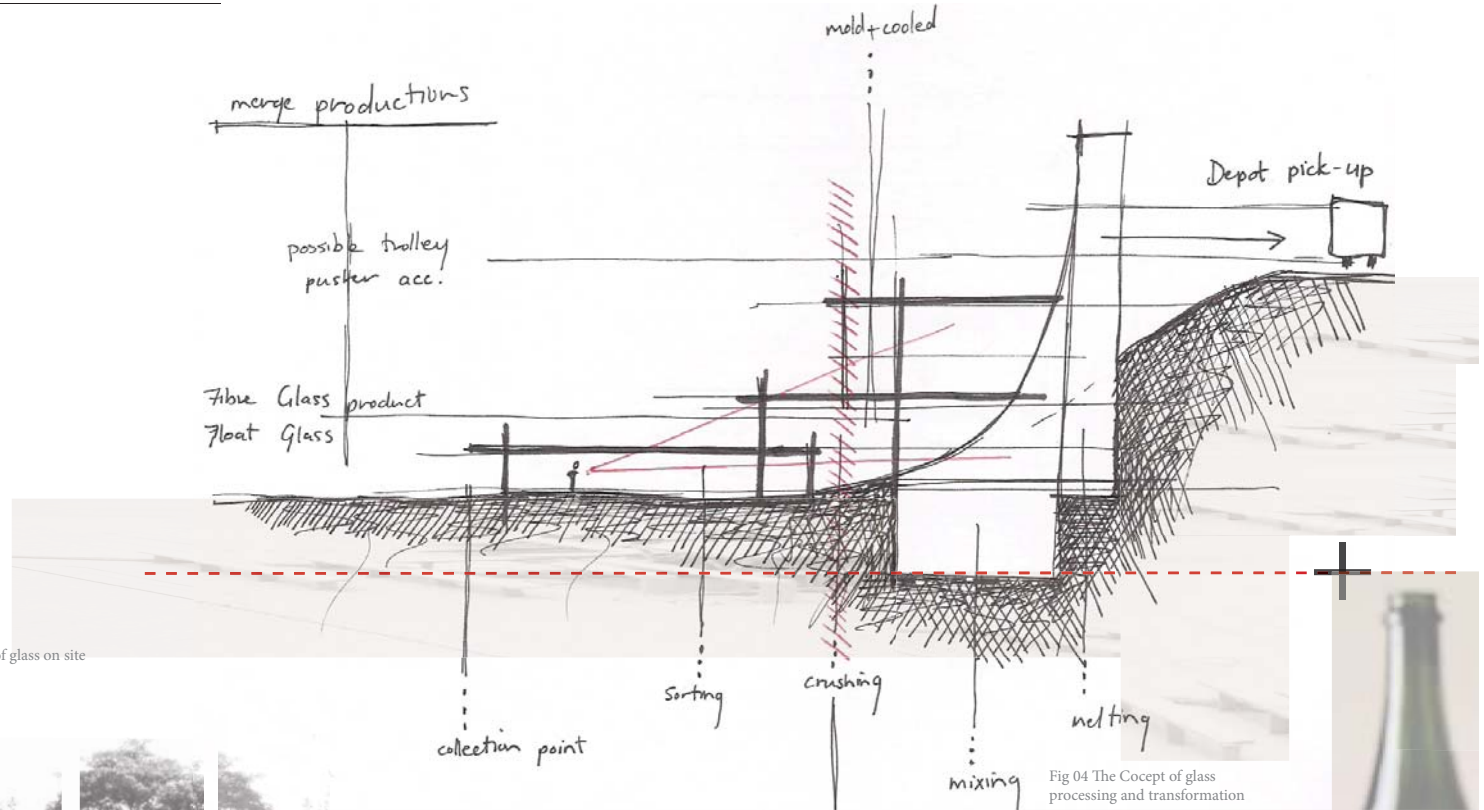 mold + cooled
merge productions
Depot pick-up
possible trolley
pusher acc.
Fibre Glass product
Float Glass
of glass on site
Sorting
crushing
melting
collection point
mixing
Fig 04 The Cocept of glass
processing and transformation